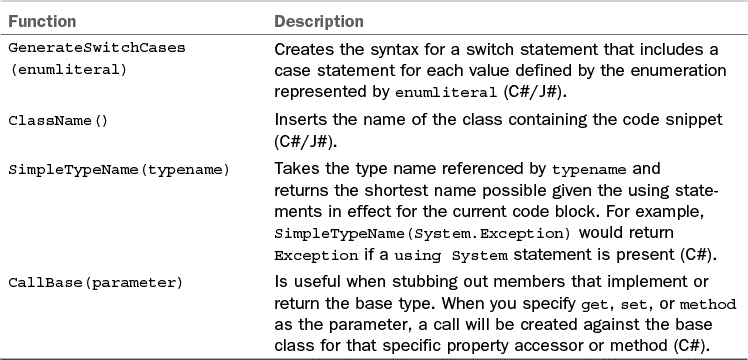 Function Description
GenerateSwitchCases Creates the syntax for a switch statement that includes a
(enumliteral) case statement for each value defined by the enumeration
represented by enumliteral (C#/J#).
ClassName() Inserts the name of the class containing the code snippet
(C#/J#).
SimpleTypeName(typename) Takes the type name referenced by typename and
returns the shortest name possible given the using state-
ments in effect for the current code block. For example,
SimpleTypeName(System.Exception) would return
Exception if a using System statement is present (C#).
CallBase(parameter) Is useful when stubbing out members that implement or
return the base type. When you specify get, set, or method
as the parameter, a call will be created against the base
class for that specific property accessor or method (C#).